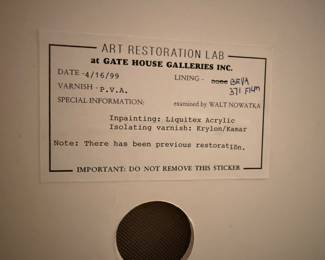 ART RESTORATION LAB
at GATE HOUSE GALLERIES INC.
DATE - 4/16/99 LINING - none BEVA
VARNISH - P.V.A. 371 FILM
SPECIAL INFORMATION: examined by WALT NOWATKA
Inpainting: Liquitex Acrylic
Isolating varnish: Krylon/Kamar
Note: There has been previous restoration.
IMPORTANT: DO NOT REMOVE THIS STICKER